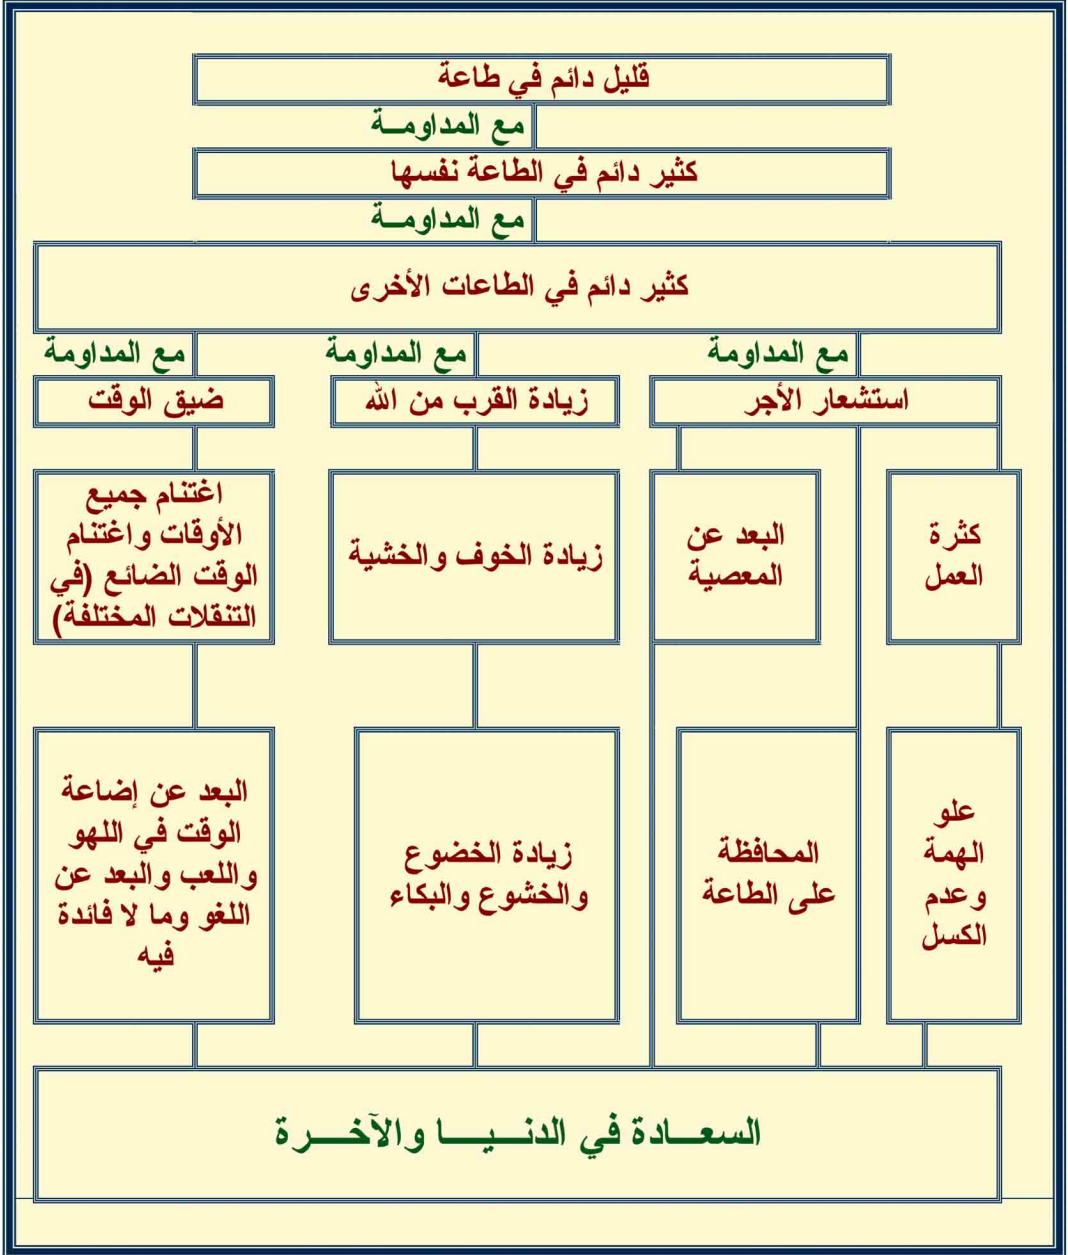 قليل دائم في طاعة
مع المداومــة
كثير دائم في الطاعة نفسها
مع المداومــة
كثير دائم في الطاعات الأخرى
مع المداومة
مع المداومة
مع المداومة
استشعار الأجر
زيادة القرب من الله
ضيق الوقت
كثرة
العمل
البعد عن
المعصية
زيادة الخوف والخشية
اغتنام جميع
الأوقات واغتنام
الوقت الضائع (في
التنقلات المختلفة)
علو
الهمة
وعدم
الكسل
المحافظة
على الطاعة
زيادة الخضوع
والخشوع والبكاء
البعد عن إضاعة
الوقت في اللهو
واللعب والبعد عن
اللغو وما لا فائدة
فيه
السعــادة في الدنــيــــا والآخــــرة